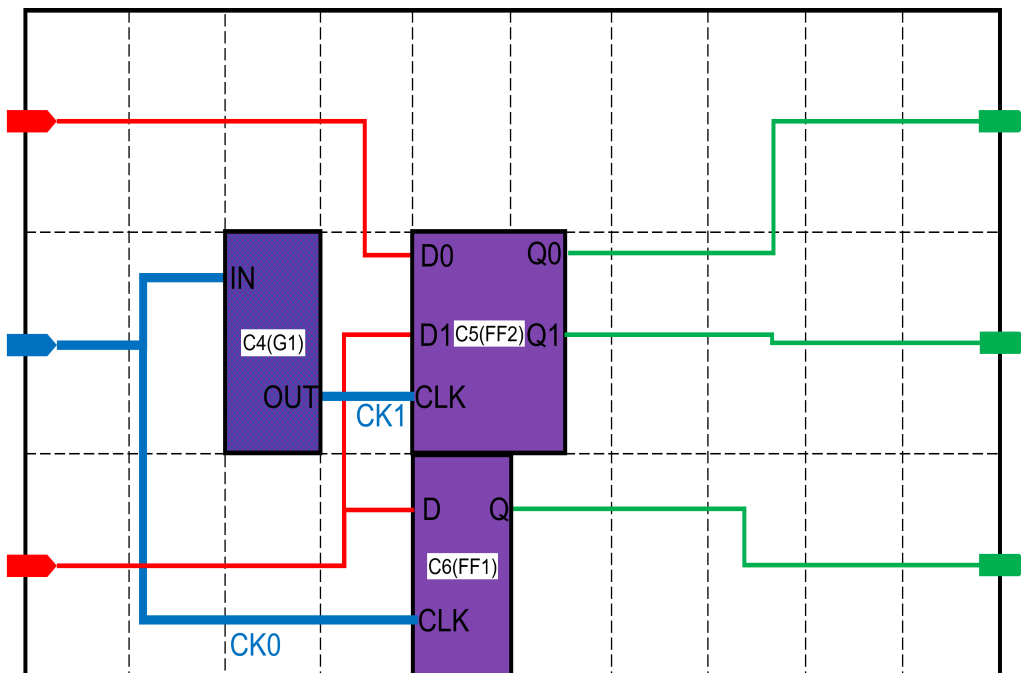 D0
Q0
IN
D1
C5(FF2)
Q1
C4(G1)
OUT
CLK
CK1
D
Q
C6(FF1)
CLK
CK0